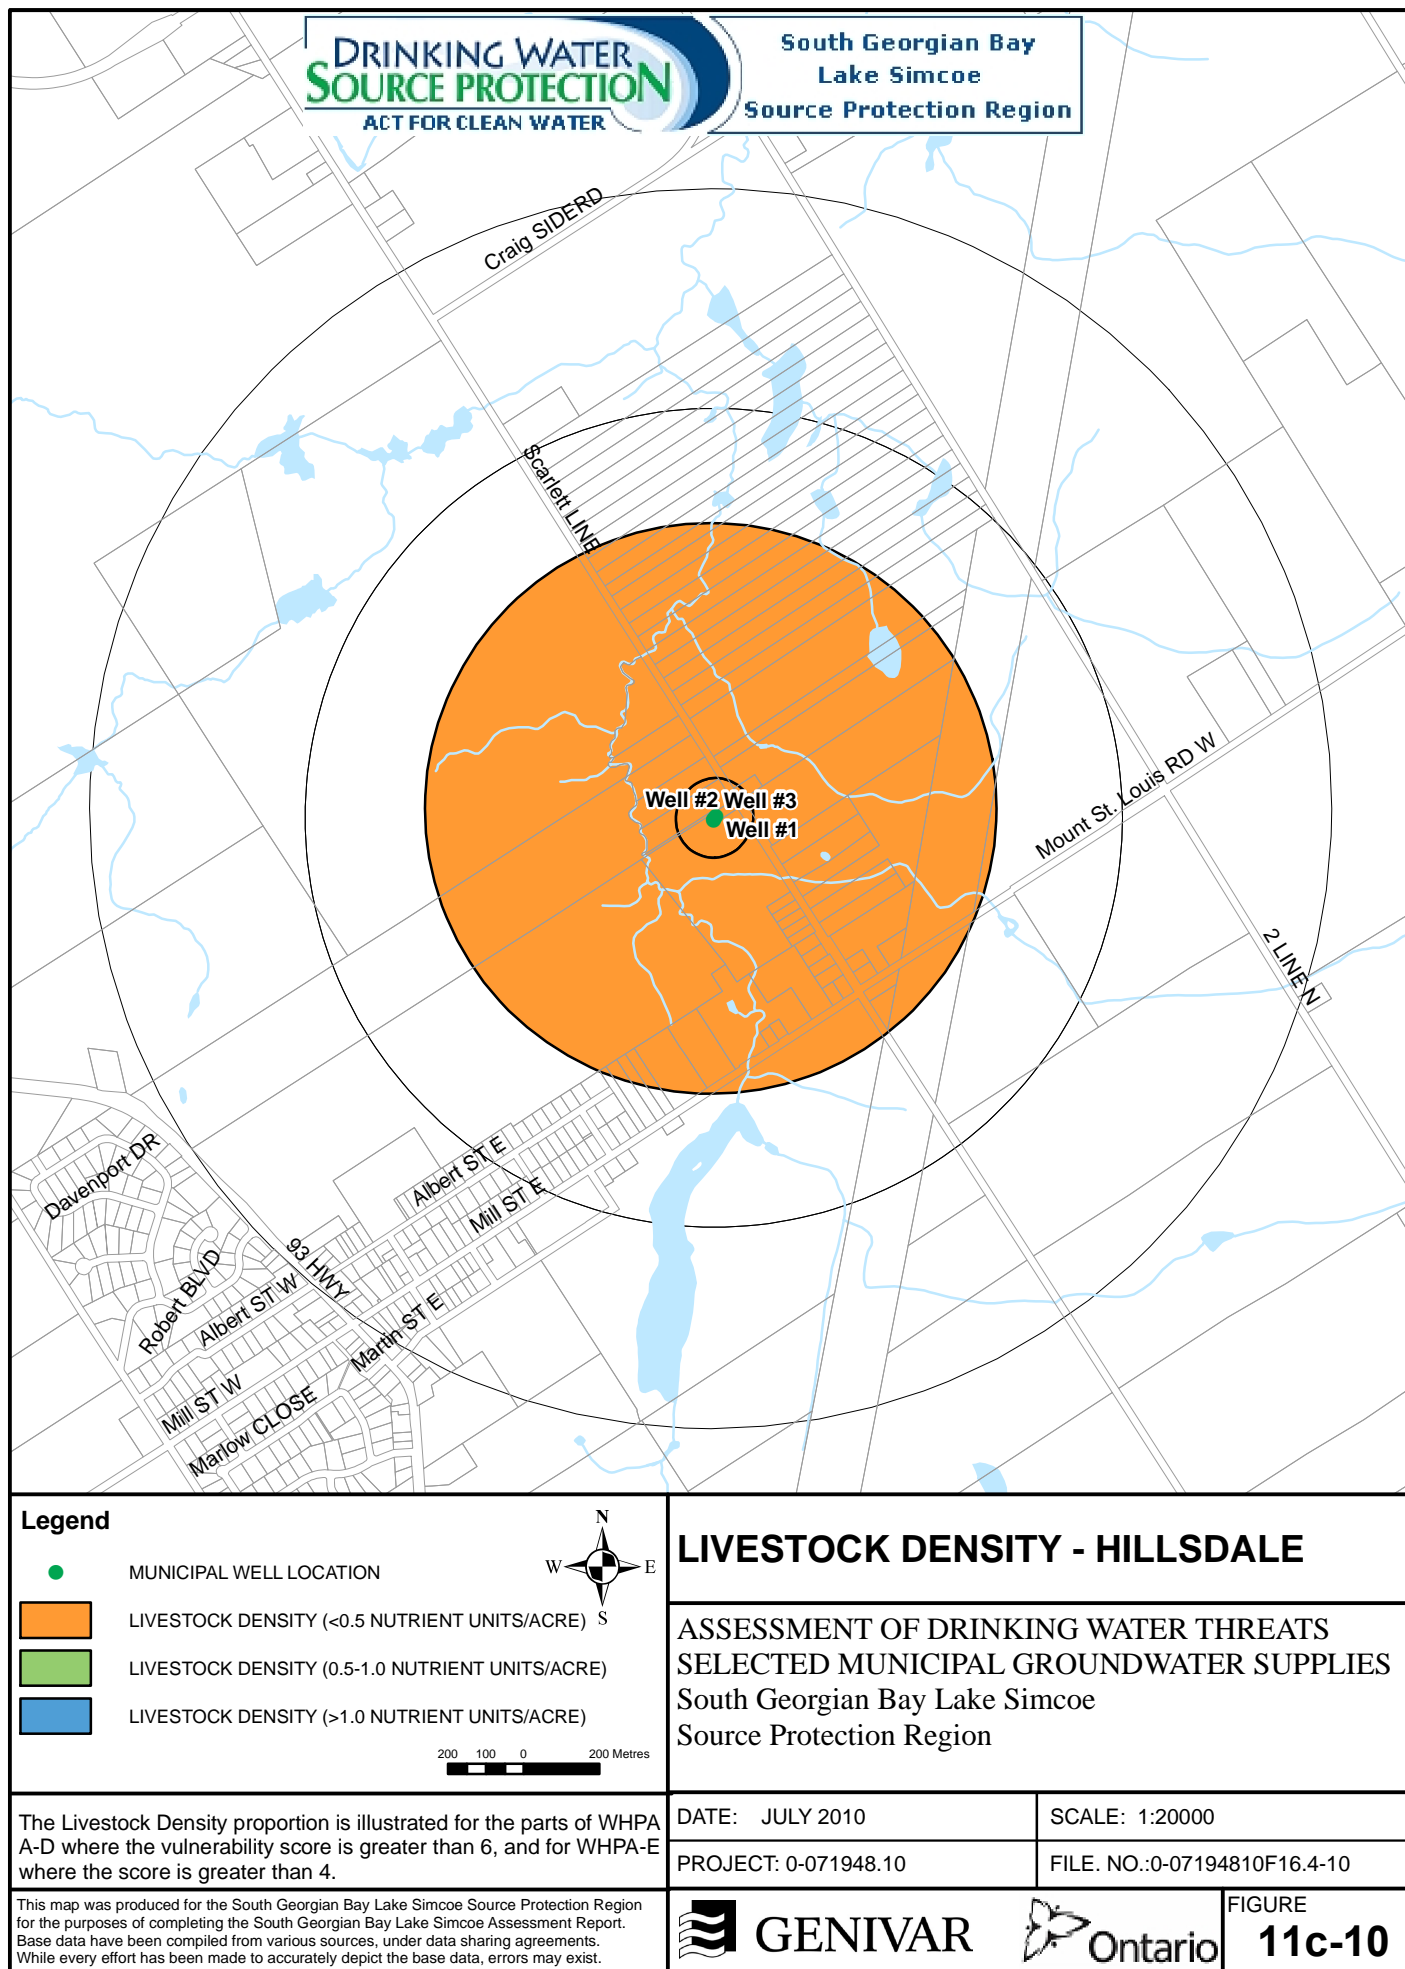 DRINKING WATER
SOURCE PROTECTION
ACT FOR CLEAN WATER
South Georgian Bay
Lake Simcoe
Source Protection Region
Craig SIDERD
Scarlett LINE
Well #2 Well #3
Well #1
Mount St. Louis RD W
2 LINE N
Davenport DR
Albert ST E
Mill ST E
93 HWY
Robert BLVD
Albert ST W
Martin ST E
Mill ST W
Marlow CLOSE
Legend
N
W E
S
MUNICIPAL WELL LOCATION
LIVESTOCK DENSITY (<0.5 NUTRIENT UNITS/ACRE)
LIVESTOCK DENSITY (0.5-1.0 NUTRIENT UNITS/ACRE)
LIVESTOCK DENSITY (>1.0 NUTRIENT UNITS/ACRE)
200 100 0 200 Metres
The Livestock Density proportion is illustrated for the parts of WHPA
A-D where the vulnerability score is greater than 6, and for WHPA-E
where the score is greater than 4.
This map was produced for the South Georgian Bay Lake Simcoe Source Protection Region
for the purposes of completing the South Georgian Bay Lake Simcoe Assessment Report.
Base data have been compiled from various sources, under data sharing agreements.
While every effort has been made to accurately depict the base data, errors may exist.
LIVESTOCK DENSITY - HILLSDALE
ASSESSMENT OF DRINKING WATER THREATS
SELECTED MUNICIPAL GROUNDWATER SUPPLIES
South Georgian Bay Lake Simcoe
Source Protection Region
DATE: JULY 2010
SCALE: 1:20000
PROJECT: 0-071948.10
FILE. NO.:0-07194810F16.4-10
GENIVAR
Ontario
FIGURE
11c-10